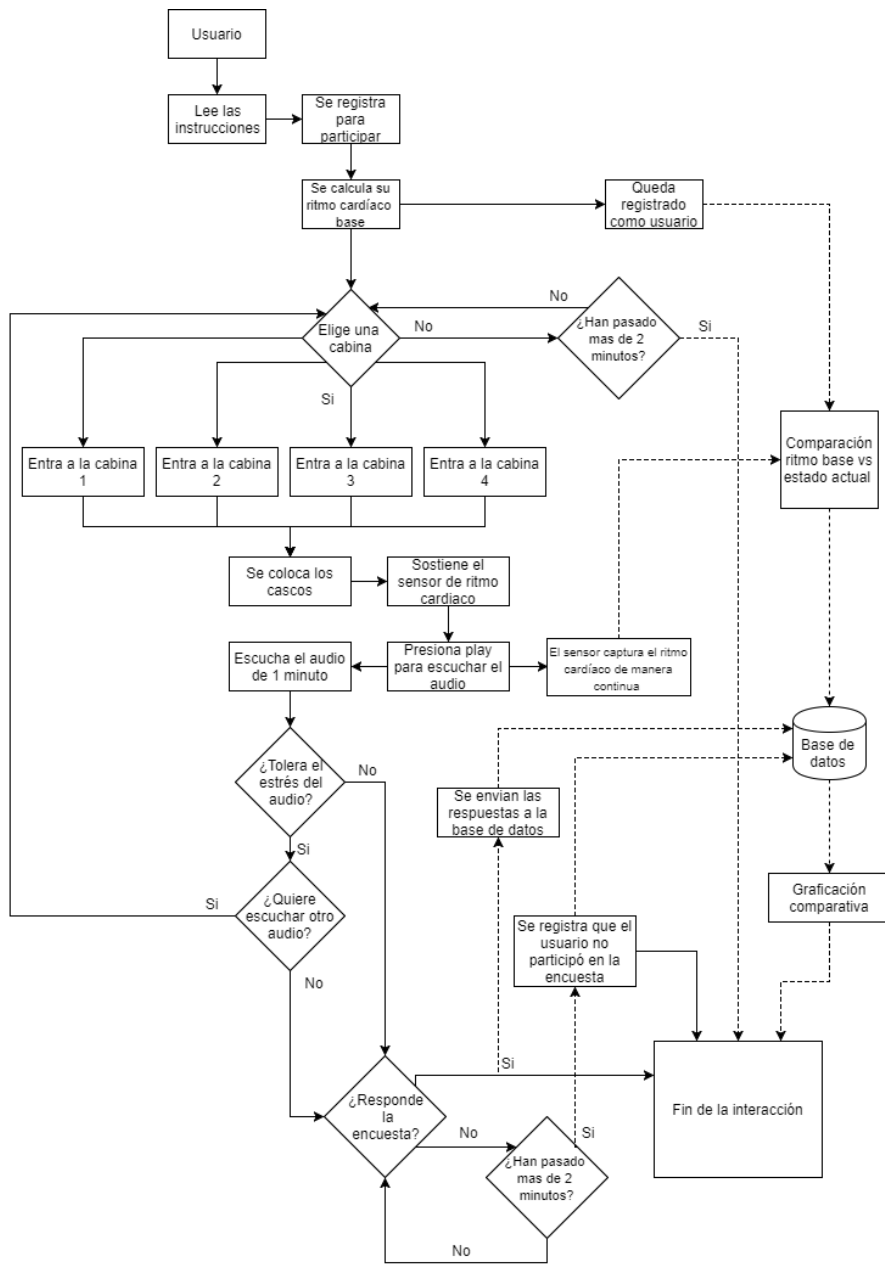 Usuario
Lee las
instrucciones
Se registra
para
participar
Se calcula su
ritmo cardíaco
base
Queda
registrado
como usuario
No
¿Han pasado
mas de 2
minutos?
Si
Elige una
cabina
No
Si
Entra a la cabina
1
Entra a la cabina
2
Entra a la cabina
3
Entra a la cabina
4
Comparación
ritmo base vs
estado actual
Se coloca los
cascos
Sostiene el
sensor de ritmo
cardiaco
Escucha el audio
de 1 minuto
Presiona play
para escuchar el
audio
El sensor captura el ritmo
cardíaco de manera
continua
Base de
datos
¿Tolera el
estrés del
audio?
No
Si
Se envian las
respuestas a la
base de datos
Si
¿Quiere
escuchar otro
audio?
No
Graficación
comparativa
Se registra que el
usuario no
participó en la
encuesta
Si
¿Responde
la
encuesta?
Fin de la interacción
No
Si
¿Han pasado
mas de 2
minutos?
No